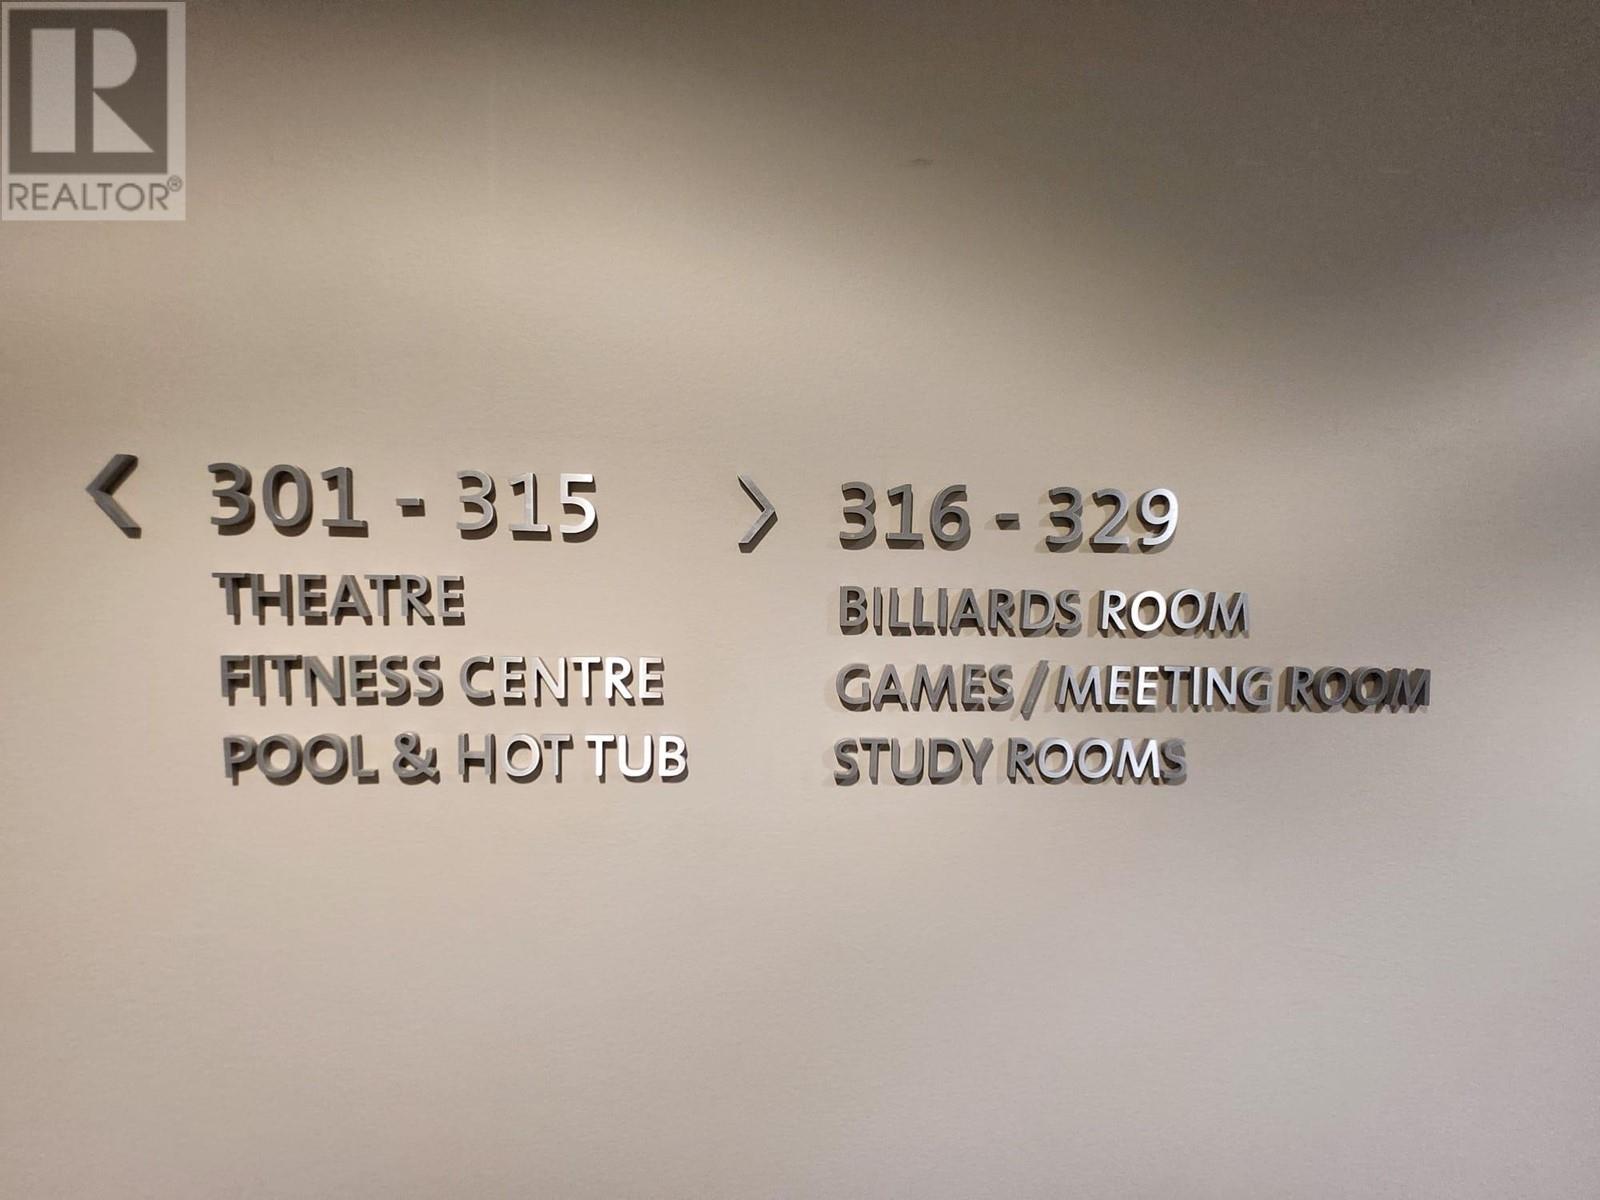 REALTOR®
< 301 - 315
THEATRE
FITNESS CENTRE
POOL & HOT TUB
> 316 - 329
BILLIARDS ROOM
GAMES / MEETING ROOM
STUDY ROOMS